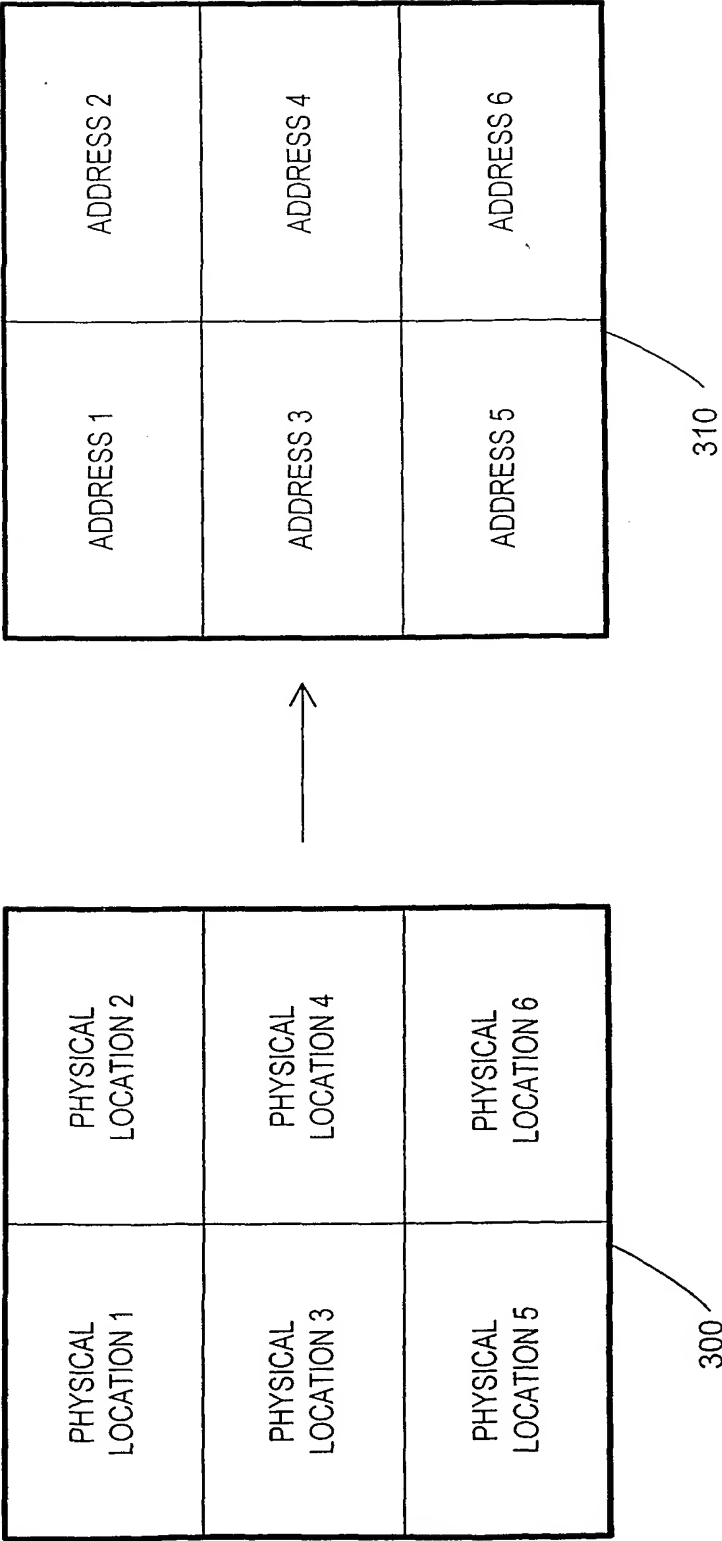 PHYSICAL
LOCATION 1
PHYSICAL
LOCATION 2
PHYSICAL
LOCATION 3
PHYSICAL
LOCATION 4
PHYSICAL
LOCATION 5
PHYSICAL
LOCATION 6
300
ADDRESS 1
ADDRESS 2
ADDRESS 3
ADDRESS 4
ADDRESS 5
ADDRESS 6
310